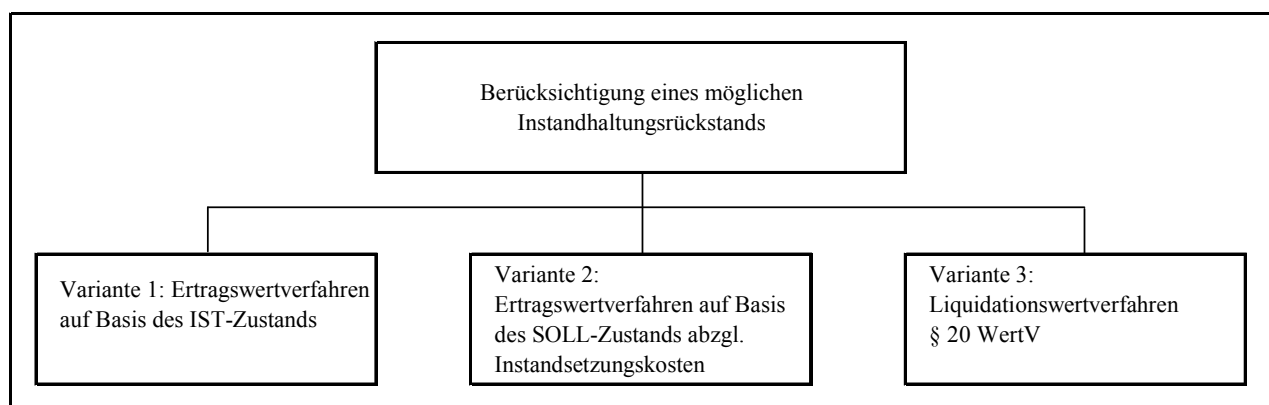 Berücksichtigung eines möglichen
Instandhaltungsrückstands
Variante 1: Ertragswertverfahren
auf Basis des IST-Zustands
Variante 2:
Ertragswertverfahren auf Basis
des SOLL-Zustands abzgl.
Instandsetzungskosten
Variante 3:
Liquidationswertverfahren
§ 20 WertV